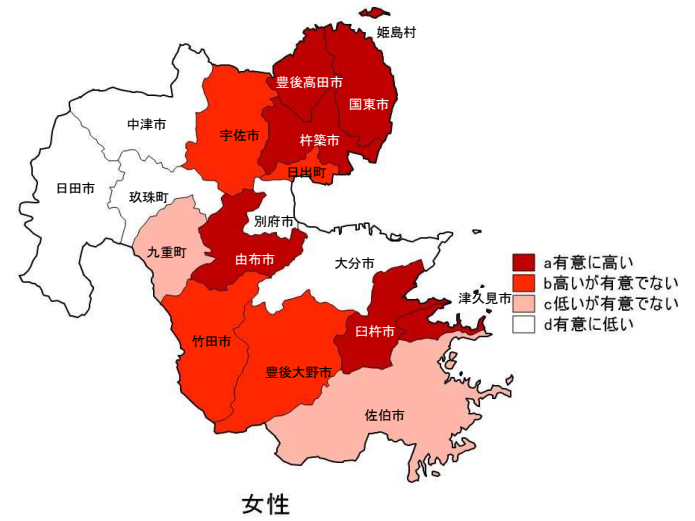 姫島村
豊後高田市
国東市
中津市
宇佐市
杵築市
日出町
日田市
玖珠町
別府市
九重町
由布市
大分市
a有意に高い
b高いが有意でない
c低いが有意でない
d有意に低い
津久見市
臼杵市
竹田市
豊後大野市
佐伯市
女性